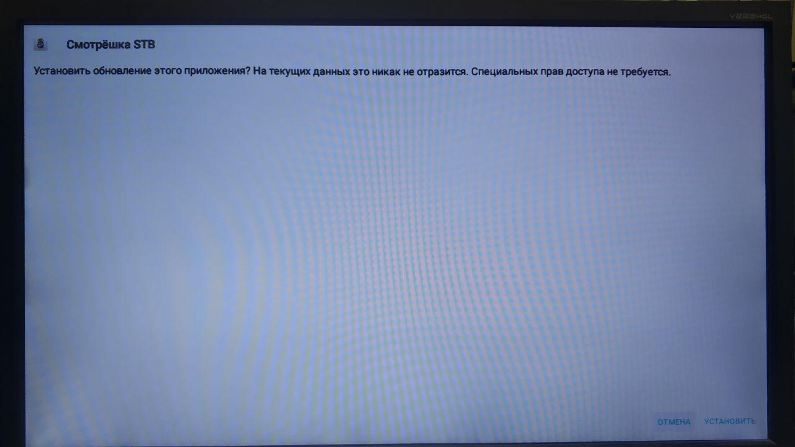 Смотрёшка STB
Установить обновление этого приложения? На текущих данных это никак не отразится. Специальных прав доступа не требуется.
ОТМЕНА УСТАНОВИТЬ